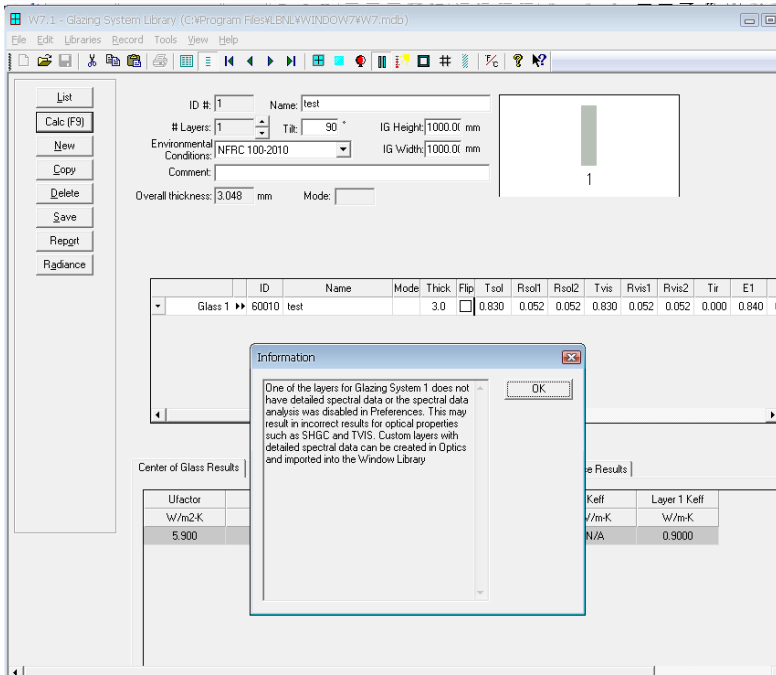 W7.1 - Glazing System Library (C:¥Program Files¥LBNL¥WINDOW7¥W7.mdb)
File Edit Libraries Record Tools View Help
List
Calc (F9)
New
Copy
Delete
Save
Report
Radiance
ID #: 1 Name: test
# Layers: 1 Tilt: 90 °
IG Height: 1000.00 mm
Environmental Conditions: NFRC 100-2010
IG Width: 1000.00 mm
Comment:
Overall thickness: 3.048 mm Mode:
1
ID Name Mode Thick Flip Tsol Rsol1 Rsol2 Tvis Rvis1 Rvis2 Tir E1
Glass 1 ▸▸ 60010 test 3.0 0.830 0.052 0.052 0.830 0.052 0.052 0.000 0.840
Information
One of the layers for Glazing System 1 does not
have detailed spectral data or the spectral data
analysis was disabled in Preferences. This may
result in incorrect results for optical properties
such as SHGC and TVIS. Custom layers with
detailed spectral data can be created in Optics
and imported into the Window Library
OK
Center of Glass Results
Results
Ufactor Keff Layer 1 Keff
W/m2-K W/m-K
5.900 N/A 0.9000